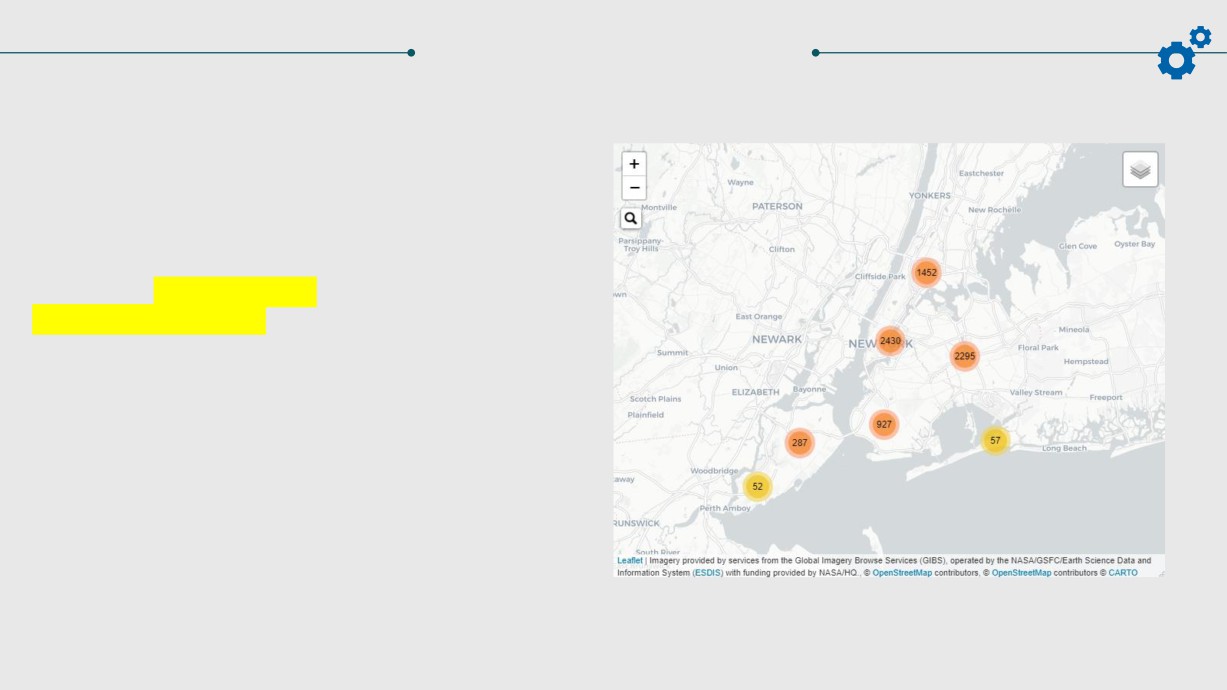 +
Eastchester
−
Wayne
YONKERS
Montville
PATERSON
New Rochelle
Parsippany-
Troy Hills
Clifton
Glen Cove
Oyster Bay
Cliffside Park
1452
own
East Orange
Mineola
NEWARK
2430
2295
Floral Park
Summit
Hempstead
Union
ELIZABETH
Bayonne
Valley Stream
Scotch Plains
Freeport
Plainfield
927
287
57
Long Beach
Woodbridge
away
52
Perth Amboy
RUNSWICK
South River
Leaflet | Imagery provided by services from the Global Imagery Browse Services (GIBS), operated by the NASA/GSFC/Earth Science Data and
Information System (ESDIS) with funding provided by NASA/HQ., © OpenStreetMap contributors, © OpenStreetMap contributors © CARTO